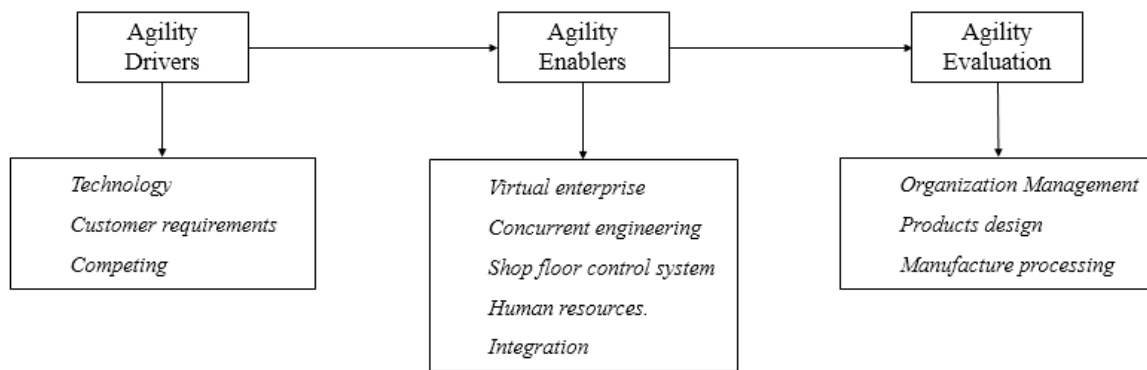 Agility
Drivers
Agility
Enablers
Agility
Evaluation
Technology
Customer requirements
Competing
Virtual enterprise
Concurrent engineering
Shop floor control system
Human resources.
Integration
Organization Management
Products design
Manufacture processing